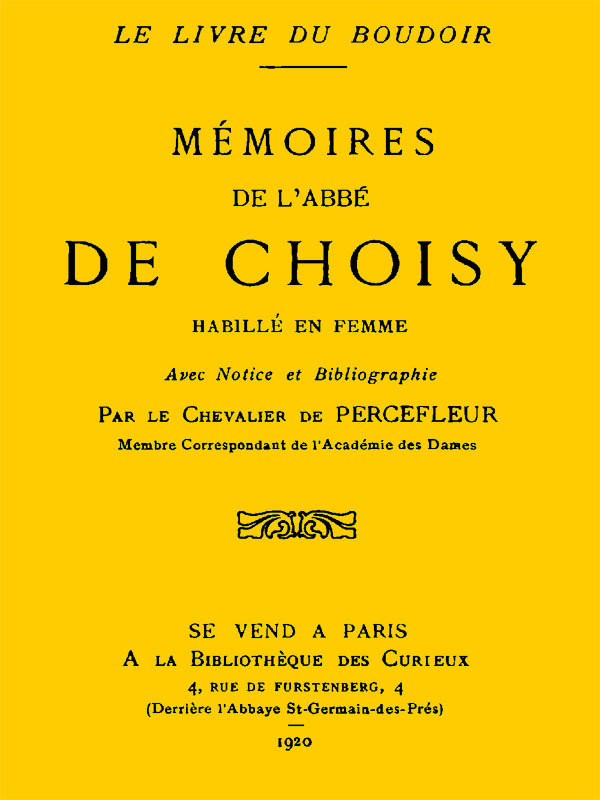 LE LIVRE DU BOUDOIR
MÉMOIRES
DE L'ABBÉ
DE CHOISY
HABILLÉ EN FEMME
Avec Notice et Bibliographie
PAR LE CHEVALIER DE PERCEFLEUR
Membre Correspondant de l'Académie des Dames
SE VEND A PARIS
A LA BIBLIOTHÈQUE DES CURIEUX
4, RUE DE FURSTENBERG, 4
(Derrière l'Abbaye St-Germain-des-Prés)
1920